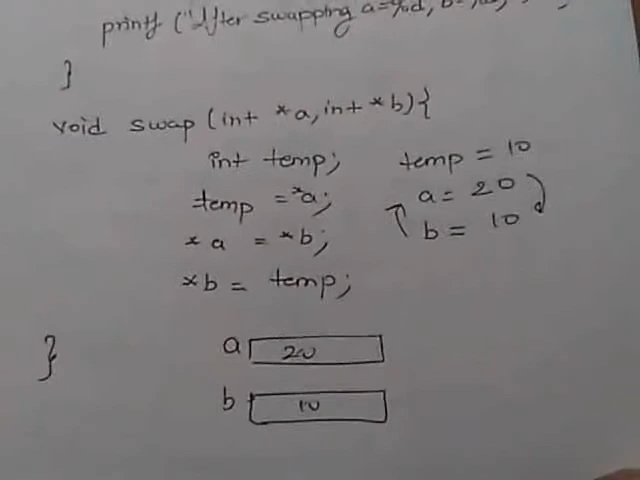 printf ("After swapping a=%d, b=%d,
}
void swap (int *a, int *b){
int temp; temp = 10
temp = *a; a = 20
*a = *b; b = 10
*b = temp;
}
a 20
b 10